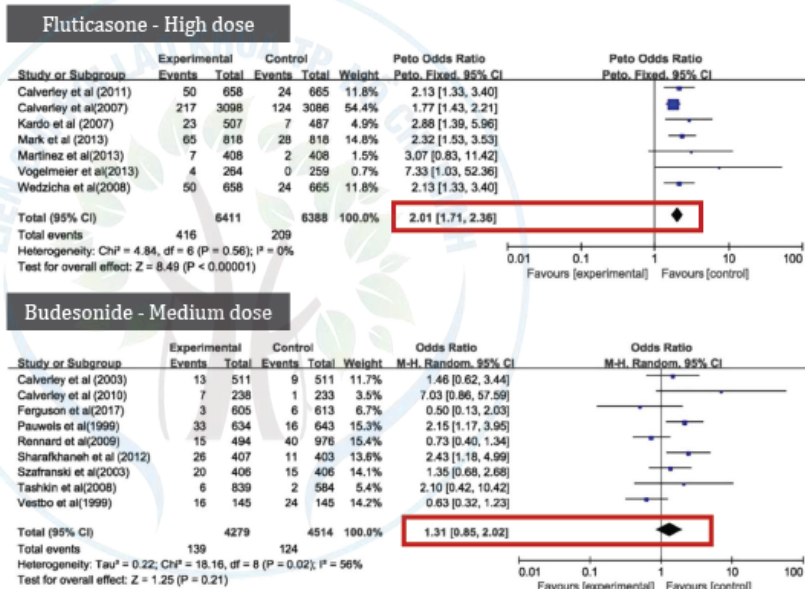 Fluticasone - High dose
Experimental Control Peto Odds Ratio Peto Odds Ratio
Study or Subgroup Events Total Events Total Weight Peto. Fixed. 95% CI Peto. Fixed. 95% CI
Calverley et al (2011) 50 658 24 665 11.8% 2.13 [1.33, 3.40]
Calverley et al(2007) 217 3098 124 3086 54.4% 1.77 [1.43, 2.21]
Kardo et al (2007) 23 507 7 487 4.9% 2.88 [1.39, 5.96]
Mark et al (2013) 65 818 28 818 14.8% 2.32 [1.53, 3.53]
Martinez et al(2013) 7 408 2 408 1.5% 3.07 [0.83, 11.42]
Vogelmeier et al(2013) 4 264 0 259 0.7% 7.33 [1.03, 52.36]
Wedzicha et al(2008) 50 658 24 665 11.8% 2.13 [1.33, 3.40]
Total (95% CI) 6411 6388 100.0% 2.01 [1.71, 2.36]
Total events 416 209
Heterogeneity: Chi² = 4.84, df = 6 (P = 0.56); I² = 0%
Test for overall effect: Z = 8.49 (P < 0.00001)
0.01 0.1 1 10 100
Favours [experimental] Favours [control]
Budesonide - Medium dose
Experimental Control Odds Ratio Odds Ratio
Study or Subgroup Events Total Events Total Weight M-H. Random. 95% CI M-H. Random. 95% CI
Calverley et al (2003) 13 511 9 511 11.7% 1.46 [0.62, 3.44]
Calverley et al (2010) 7 238 1 233 3.5% 7.03 [0.86, 57.59]
Ferguson et al(2017) 3 605 6 613 6.7% 0.50 [0.13, 2.03]
Pauwels et al(1999) 33 634 16 643 15.3% 2.15 [1.17, 3.95]
Rennard et al(2009) 15 494 40 976 15.4% 0.73 [0.40, 1.34]
Sharafkhaneh et al (2012) 26 407 11 403 13.6% 2.43 [1.18, 4.99]
Szafranski et al(2003) 20 406 15 406 14.1% 1.35 [0.68, 2.68]
Tashkin et al(2008) 6 839 2 584 5.4% 2.10 [0.42, 10.42]
Vestbo et al(1999) 16 145 24 145 14.2% 0.63 [0.32, 1.23]
Total (95% CI) 4279 4514 100.0% 1.31 [0.85, 2.02]
Total events 139 124
Heterogeneity: Tau² = 0.22; Chi² = 18.16, df = 8 (P = 0.02); I² = 56%
Test for overall effect: Z = 1.25 (P = 0.21)
0.01 0.1 1 10 100
Favours [experimental] Favours [control]